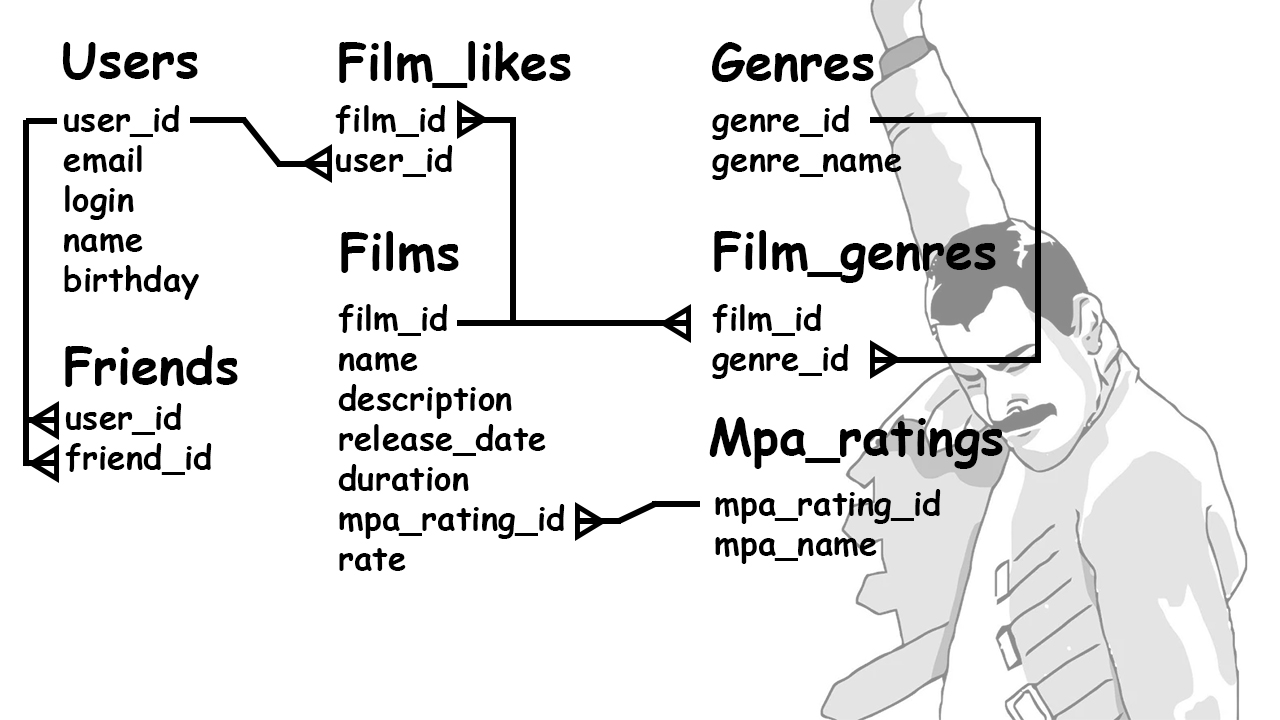 Users
user_id
email
login
name
birthday
Friends
user_id
friend_id
Film_likes
film_id
user_id
Films
film_id
name
description
release_date
duration
mpa_rating_id
rate
Genres
genre_id
genre_name
Film_genres
film_id
genre_id
Mpa_ratings
mpa_rating_id
mpa_name